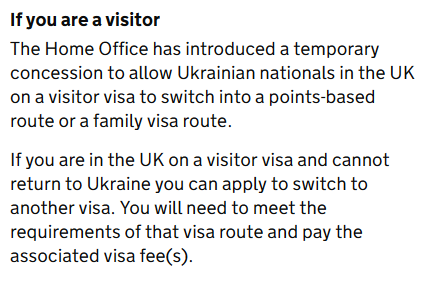 If you are a visitor
The Home Office has introduced a temporary
concession to allow Ukrainian nationals in the UK
on a visitor visa to switch into a points-based
route or a family visa route.
If you are in the UK on a visitor visa and cannot
return to Ukraine you can apply to switch to
another visa. You will need to meet the
requirements of that visa route and pay the
associated visa fee(s).